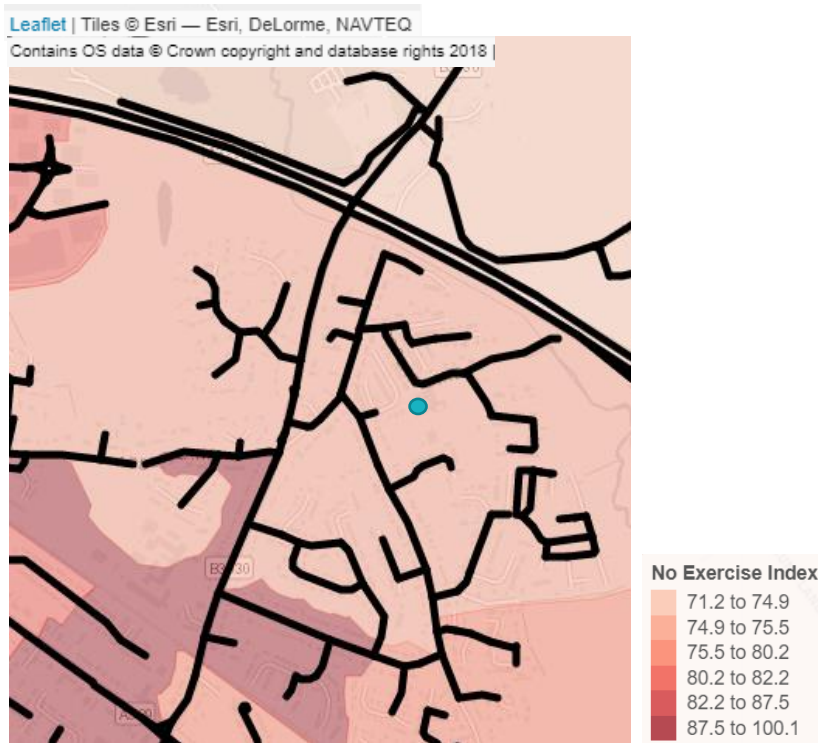 Leaflet | Tiles © Esri — Esri, DeLorme, NAVTEQ
Contains OS data © Crown copyright and database rights 2018 |
No Exercise Index
71.2 to 74.9
74.9 to 75.5
75.5 to 80.2
80.2 to 82.2
82.2 to 87.5
87.5 to 100.1